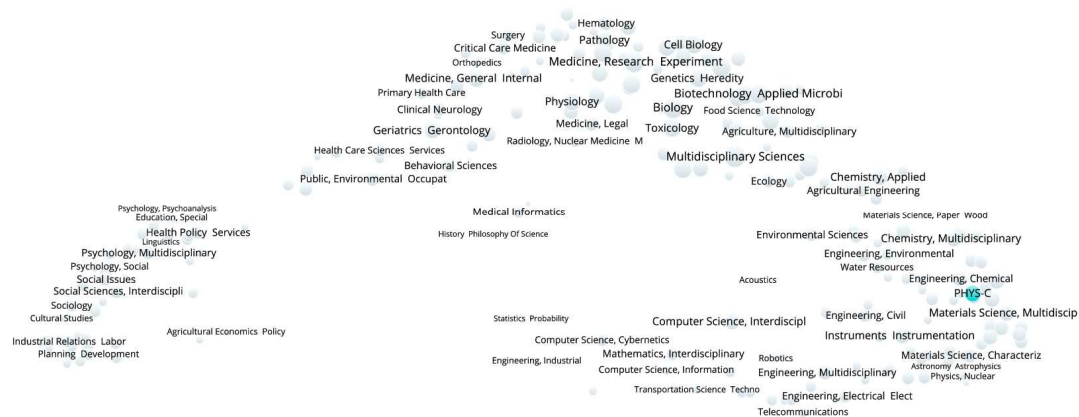 Hematology
Surgery
Pathology
Cell Biology
Critical Care Medicine
Orthopedics
Medicine, Research Experiment
Medicine, General Internal
Genetics Heredity
Primary Health Care
Biotechnology Applied Microbi
Physiology
Biology
Clinical Neurology
Food Science Technology
Medicine, Legal
Toxicology
Geriatrics Gerontology
Agriculture, Multidisciplinary
Radiology, Nuclear Medicine M
Health Care Sciences Services
Multidisciplinary Sciences
Behavioral Sciences
Public, Environmental Occupat
Ecology
Chemistry, Applied
Agricultural Engineering
Psychology, Psychoanalysis
Education, Special
Medical Informatics
Materials Science, Paper Wood
Health Policy Services
History Philosophy Of Science
Environmental Sciences
Chemistry, Multidisciplinary
Linguistics
Psychology, Multidisciplinary
Engineering, Environmental
Psychology, Social
Water Resources
Social Issues
Acoustics
Engineering, Chemical
Social Sciences, Interdiscipli
PHYS-C
Sociology
Cultural Studies
Statistics Probability
Computer Science, Interdiscipl
Engineering, Civil
Materials Science, Multidiscip
Agricultural Economics Policy
Industrial Relations Labor
Computer Science, Cybernetics
Instruments Instrumentation
Planning Development
Engineering, Industrial
Mathematics, Interdisciplinary
Robotics
Materials Science, Characteriz
Computer Science, Information
Engineering, Multidisciplinary
Astronomy Astrophysics
Physics, Nuclear
Transportation Science Techno
Engineering, Electrical Elect
Telecommunications